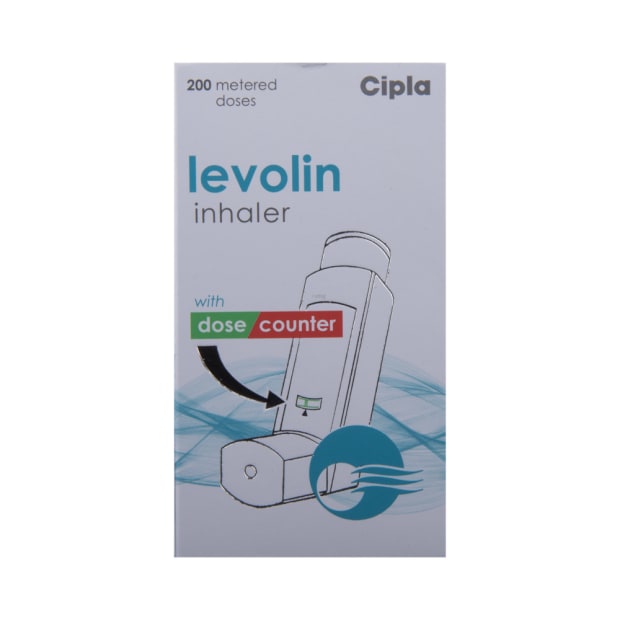 200 metered
doses
Cipla
levolin
inhaler
with
dose counter